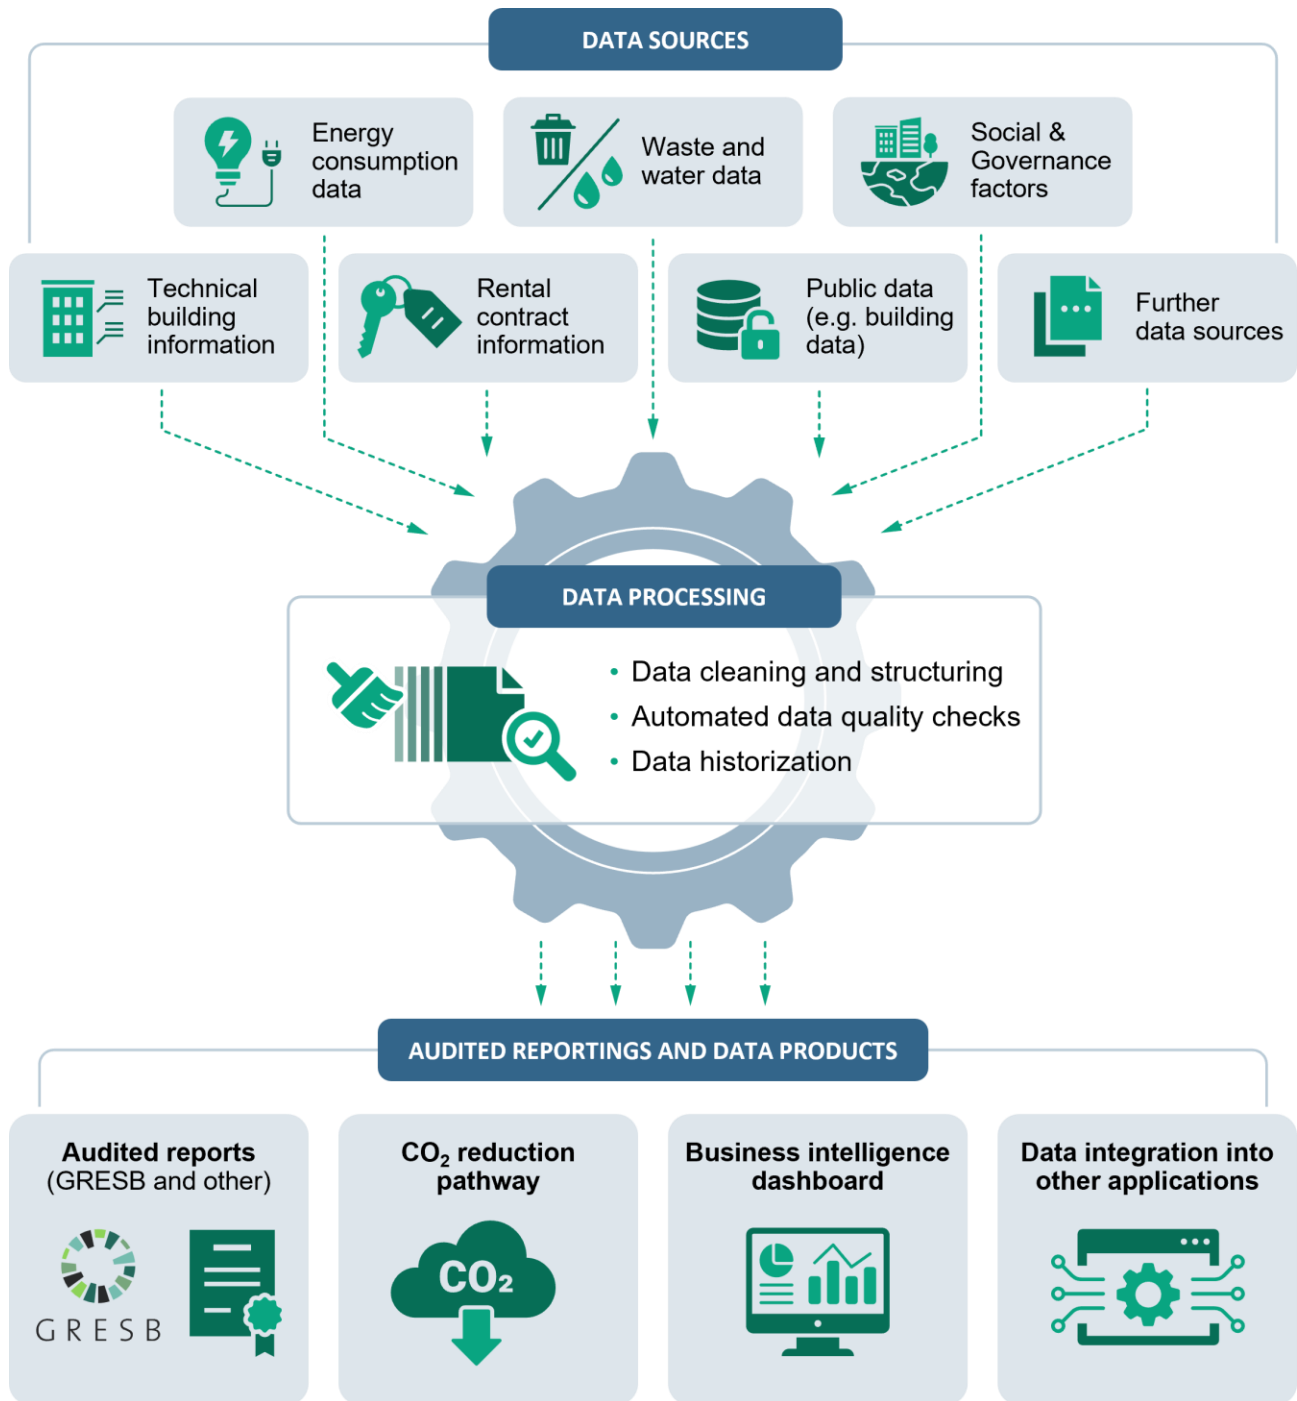 DATA SOURCES
Energy
consumption
data
Waste and
water data
Social &
Governance
factors
Technical
building
information
Rental
contract
information
Public data
(e.g. building
data)
Further
data sources
DATA PROCESSING
• Data cleaning and structuring
• Automated data quality checks
• Data historization
AUDITED REPORTINGS AND DATA PRODUCTS
Audited reports
(GRESB and other)
GRESB
CO₂ reduction
pathway
CO₂
Business intelligence
dashboard
Data integration into
other applications